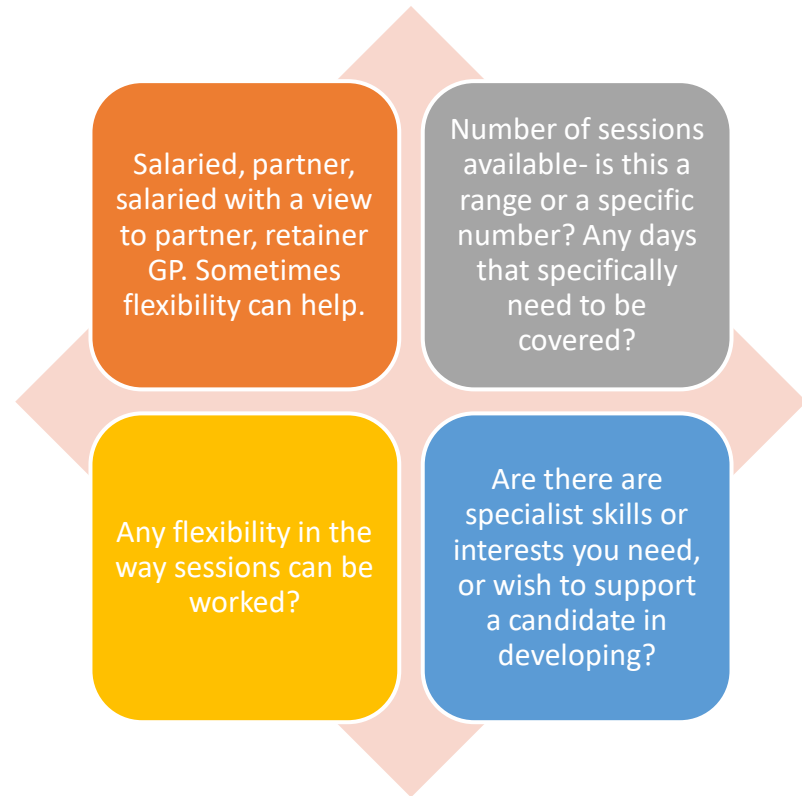 Salaried, partner,
salaried with a view
to partner, retainer
GP. Sometimes
flexibility can help.
Number of sessions
available- is this a
range or a specific
number? Any days
that specifically
need to be
covered?
Any flexibility in the
way sessions can be
worked?
Are there are
specialist skills or
interests you need,
or wish to support
a candidate in
developing?